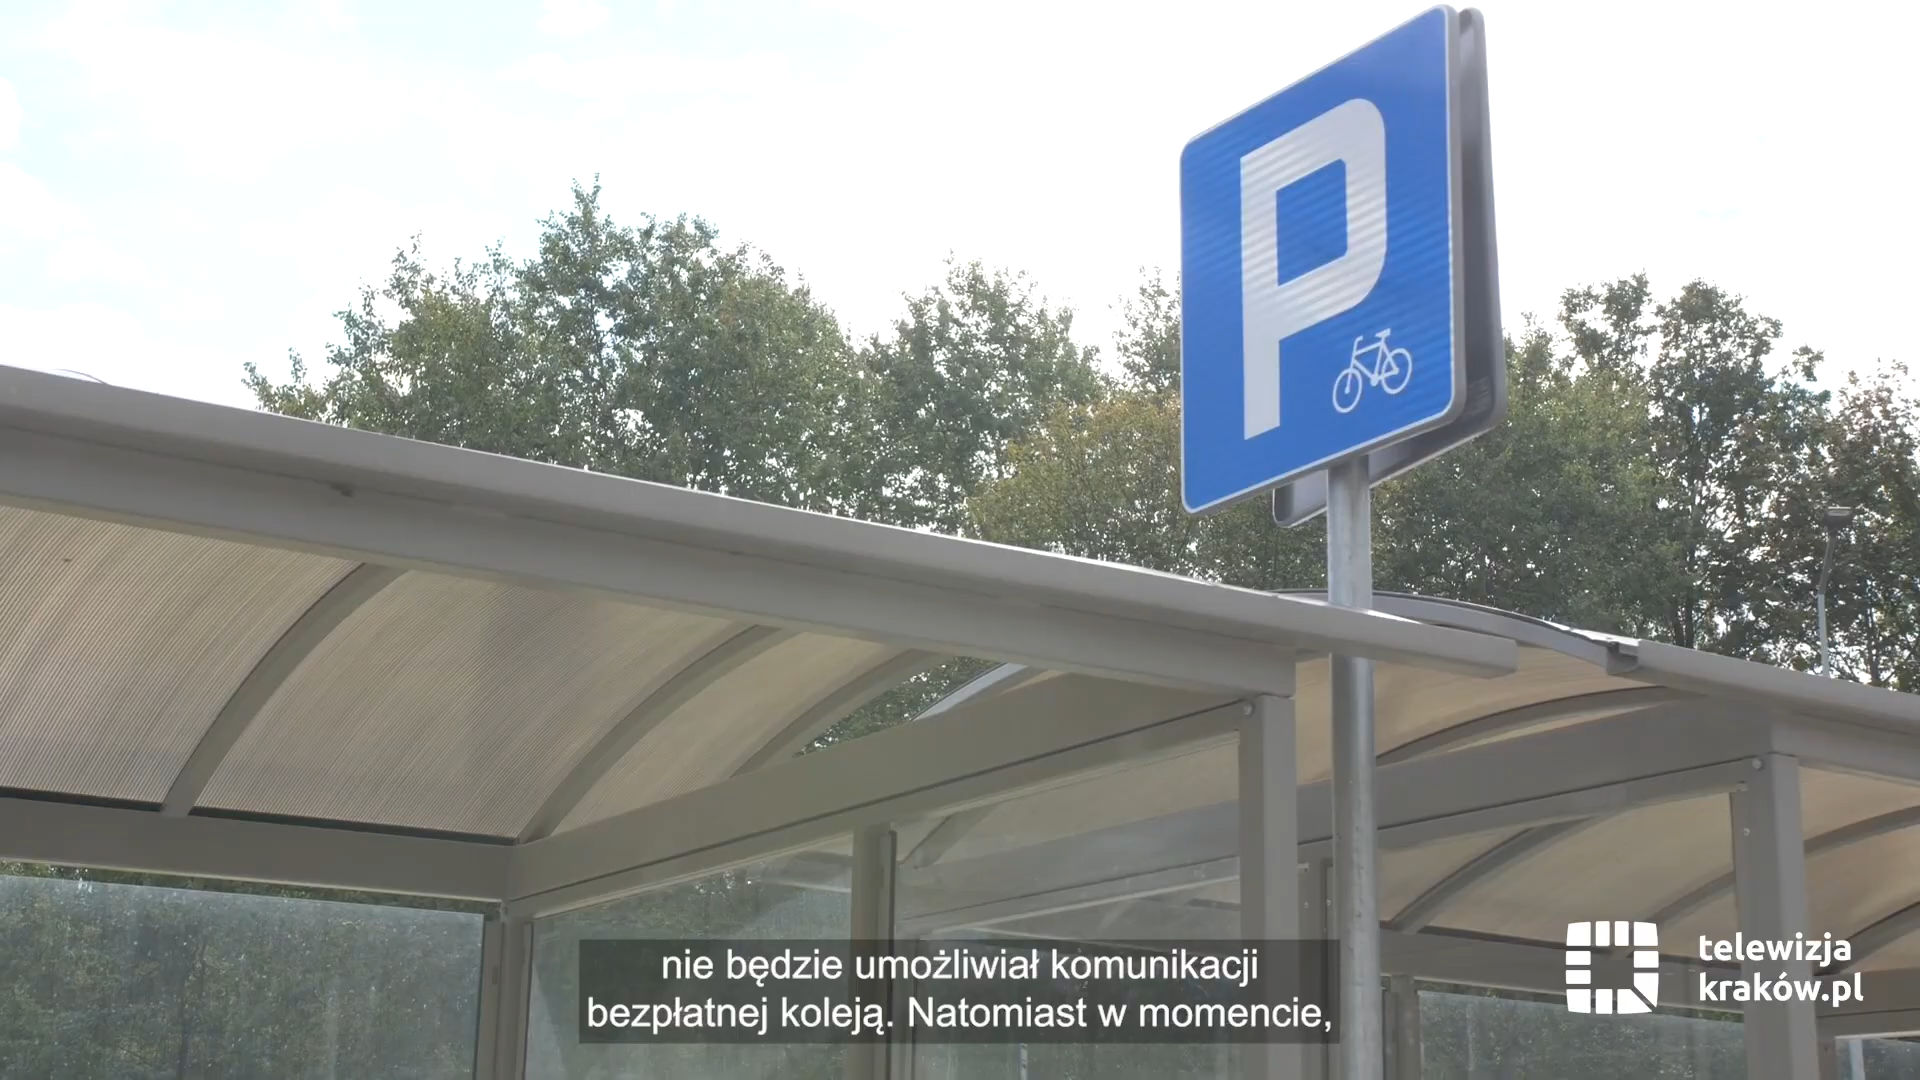 P
nie będzie umożliwiał komunikacji
bezpłatnej koleją. Natomiast w momencie,
telewizja
kraków.pl